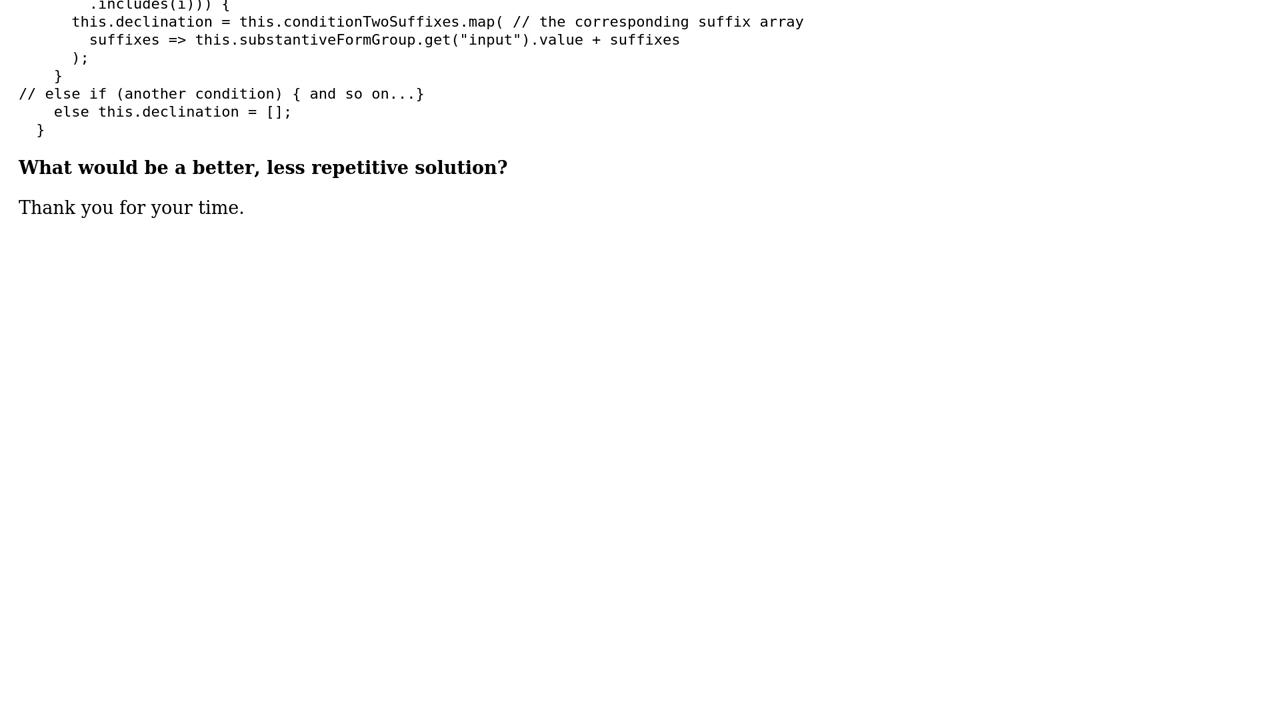 .includes(i))) {
this.declination = this.conditionTwoSuffixes.map( // the corresponding suffix array
suffixes => this.substantiveFormGroup.get("input").value + suffixes
);
}
// else if (another condition) { and so on...}
else this.declination = [];
}
What would be a better, less repetitive solution?
Thank you for your time.